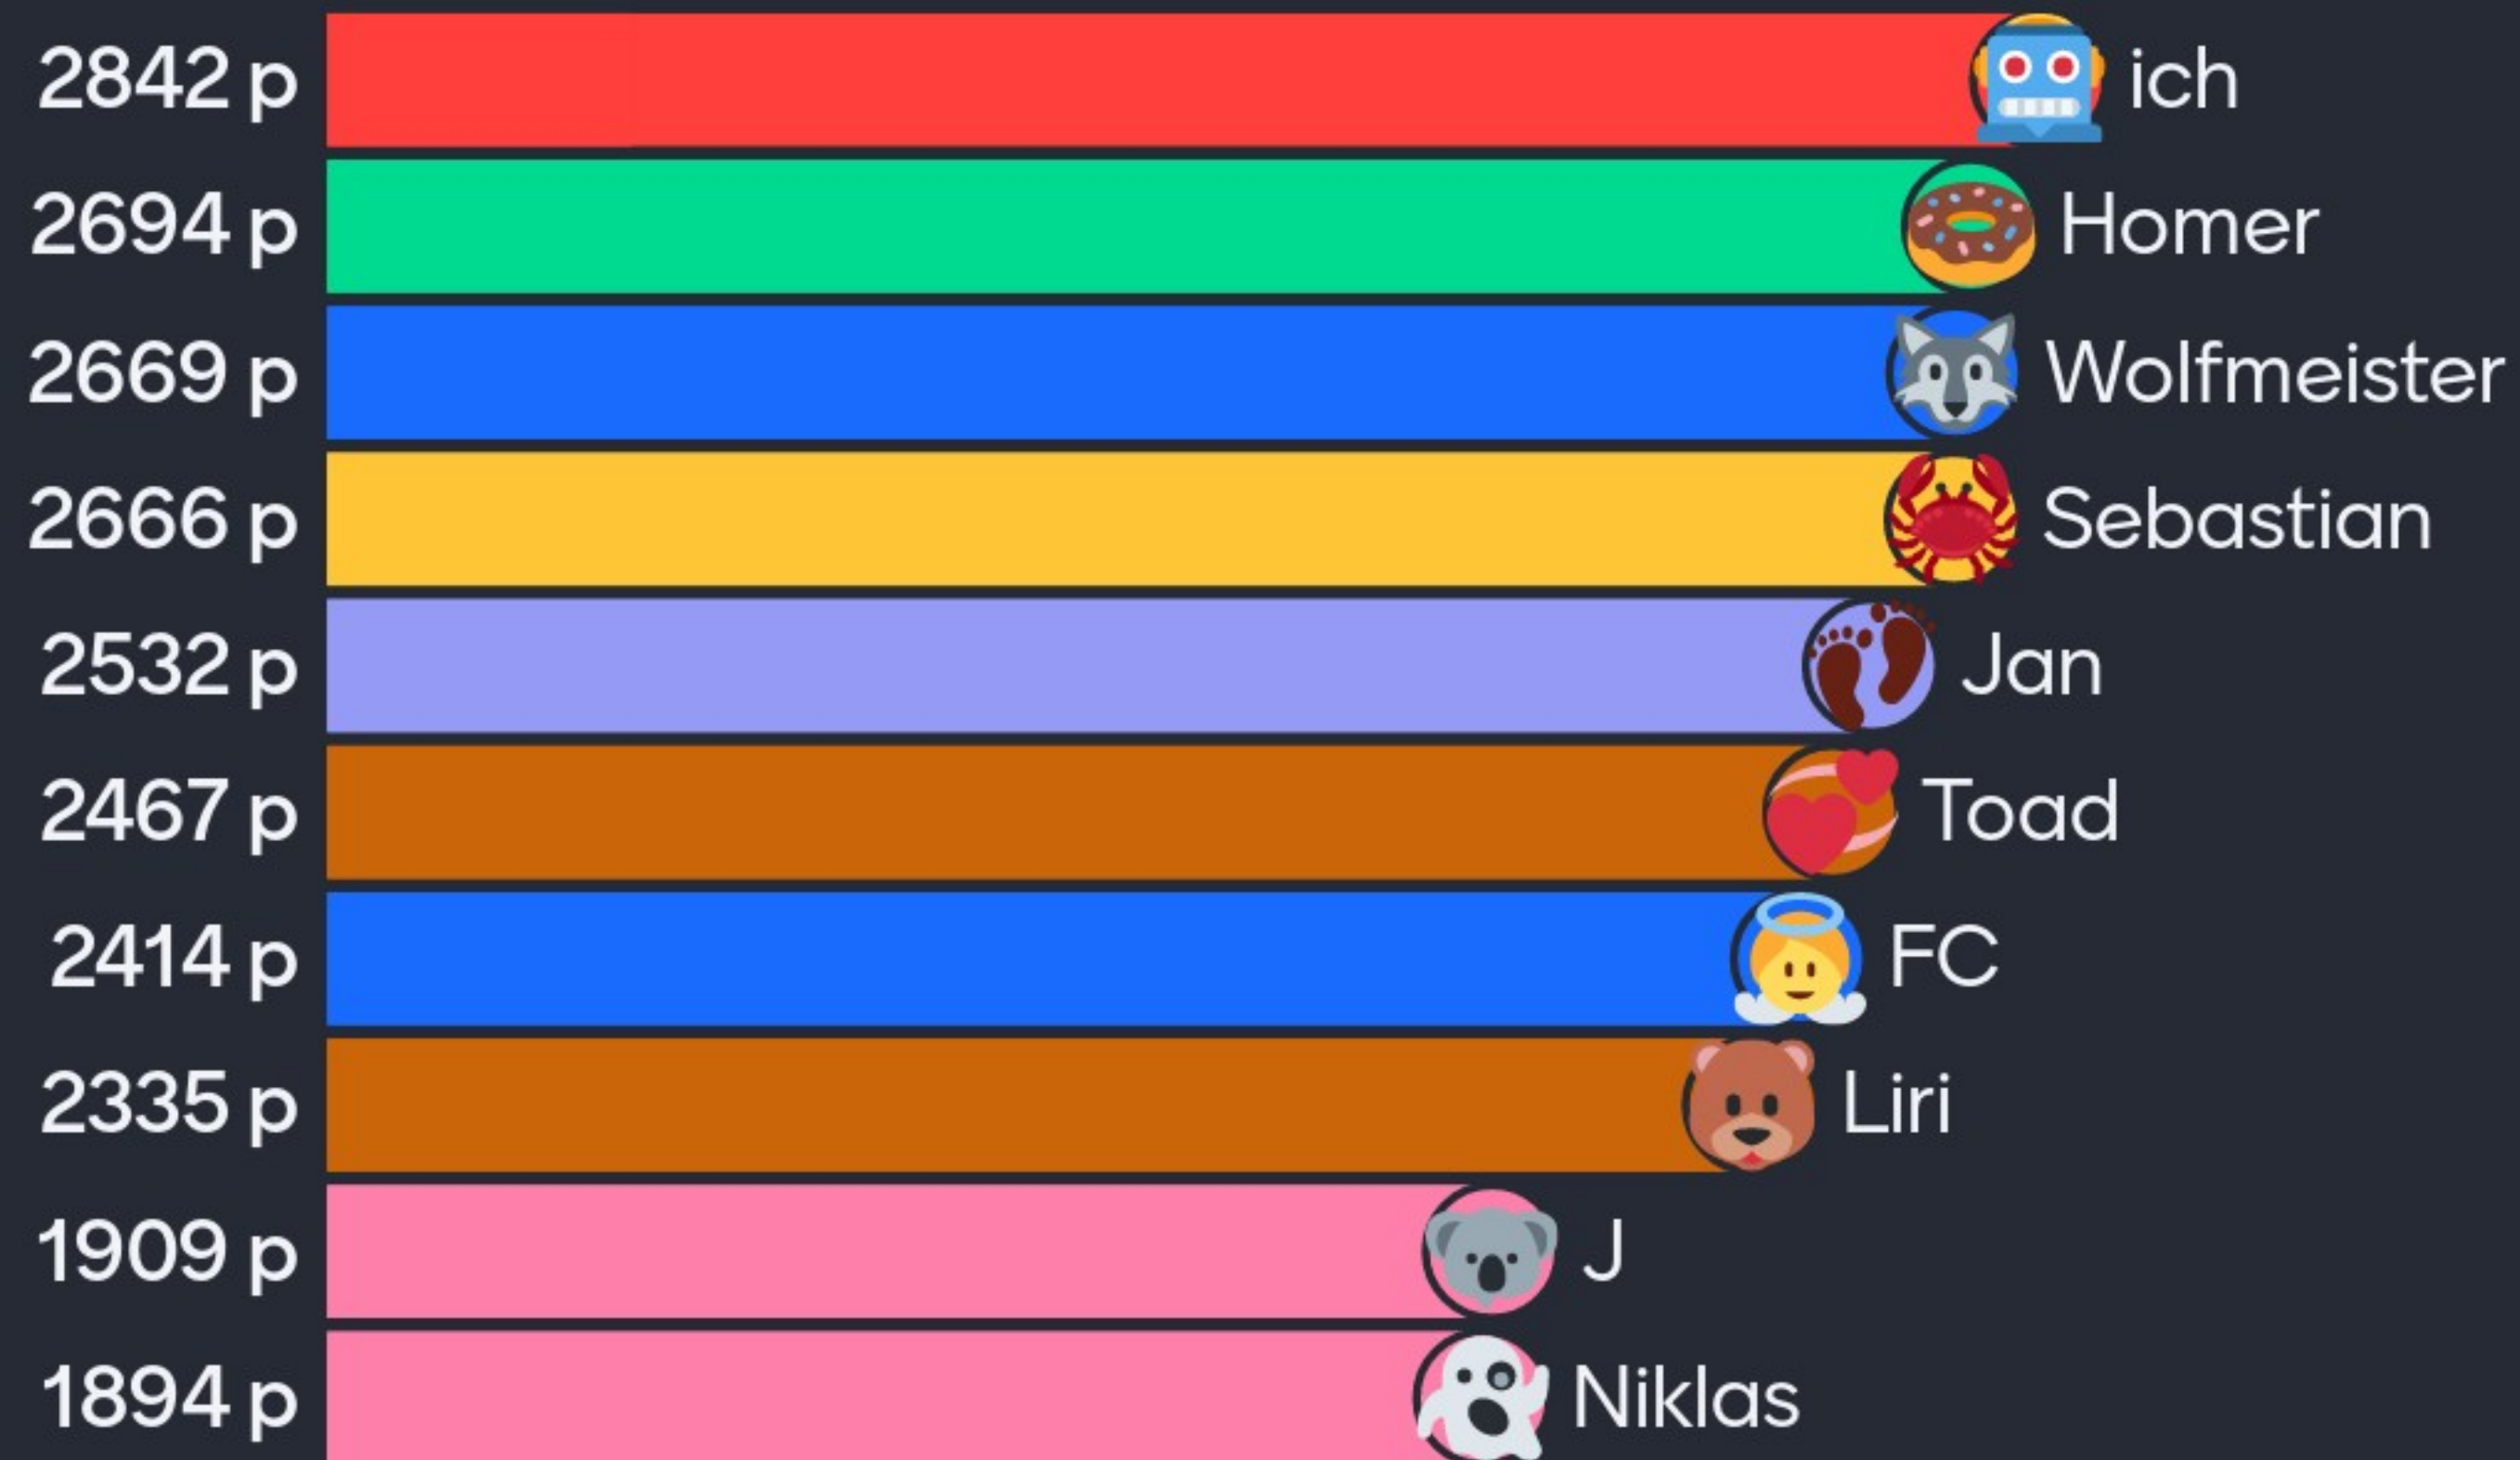 2842 p ich
2694 p Homer
2669 p Wolfmeister
2666 p Sebastian
2532 p Jan
2467 p Toad
2414 p FC
2335 p Liri
1909 p J
1894 p Niklas